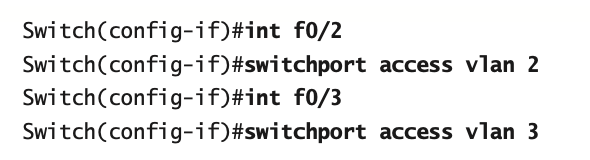 Switch(config-if)#int f0/2
Switch(config-if)#switchport access vlan 2
Switch(config-if)#int f0/3
Switch(config-if)#switchport access vlan 3